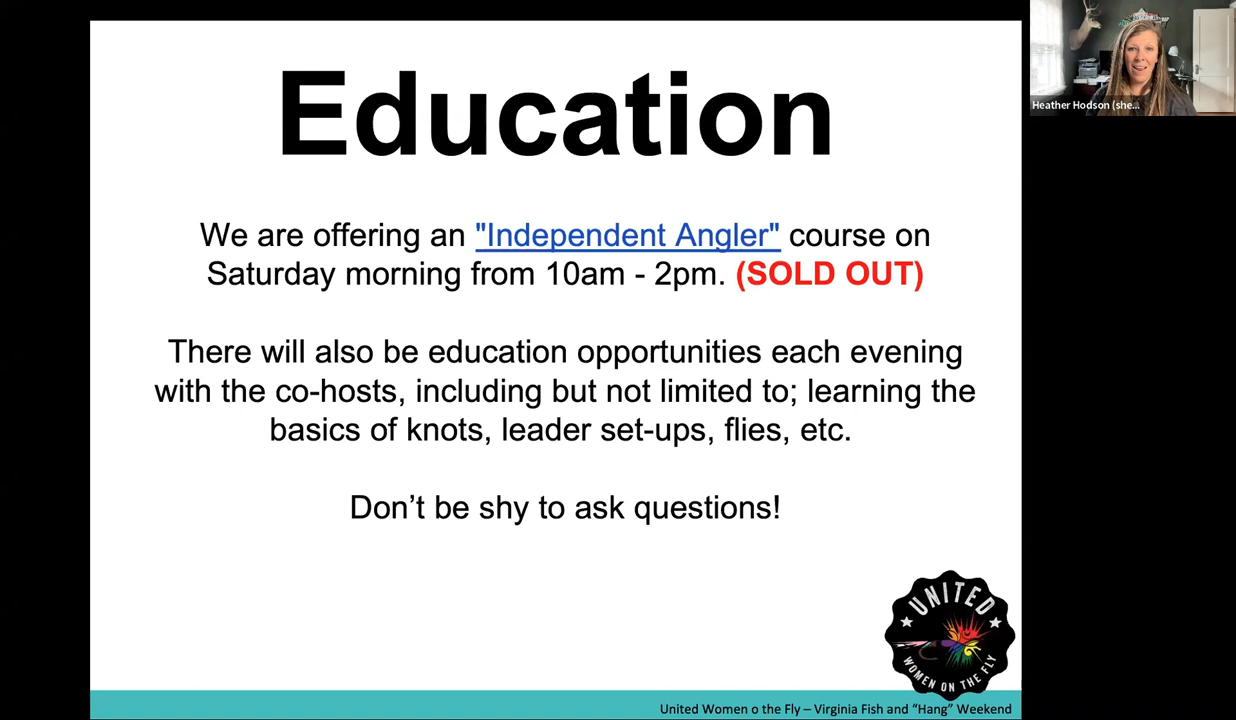 Education
We are offering an "Independent Angler" course on
Saturday morning from 10am - 2pm. (SOLD OUT)
There will also be education opportunities each evening
with the co-hosts, including but not limited to; learning the
basics of knots, leader set-ups, flies, etc.
Don’t be shy to ask questions!
UNITED
WOMEN ON THE FLY
United Women o the Fly – Virginia Fish and “Hang” Weekend
Heather Hodson (she...